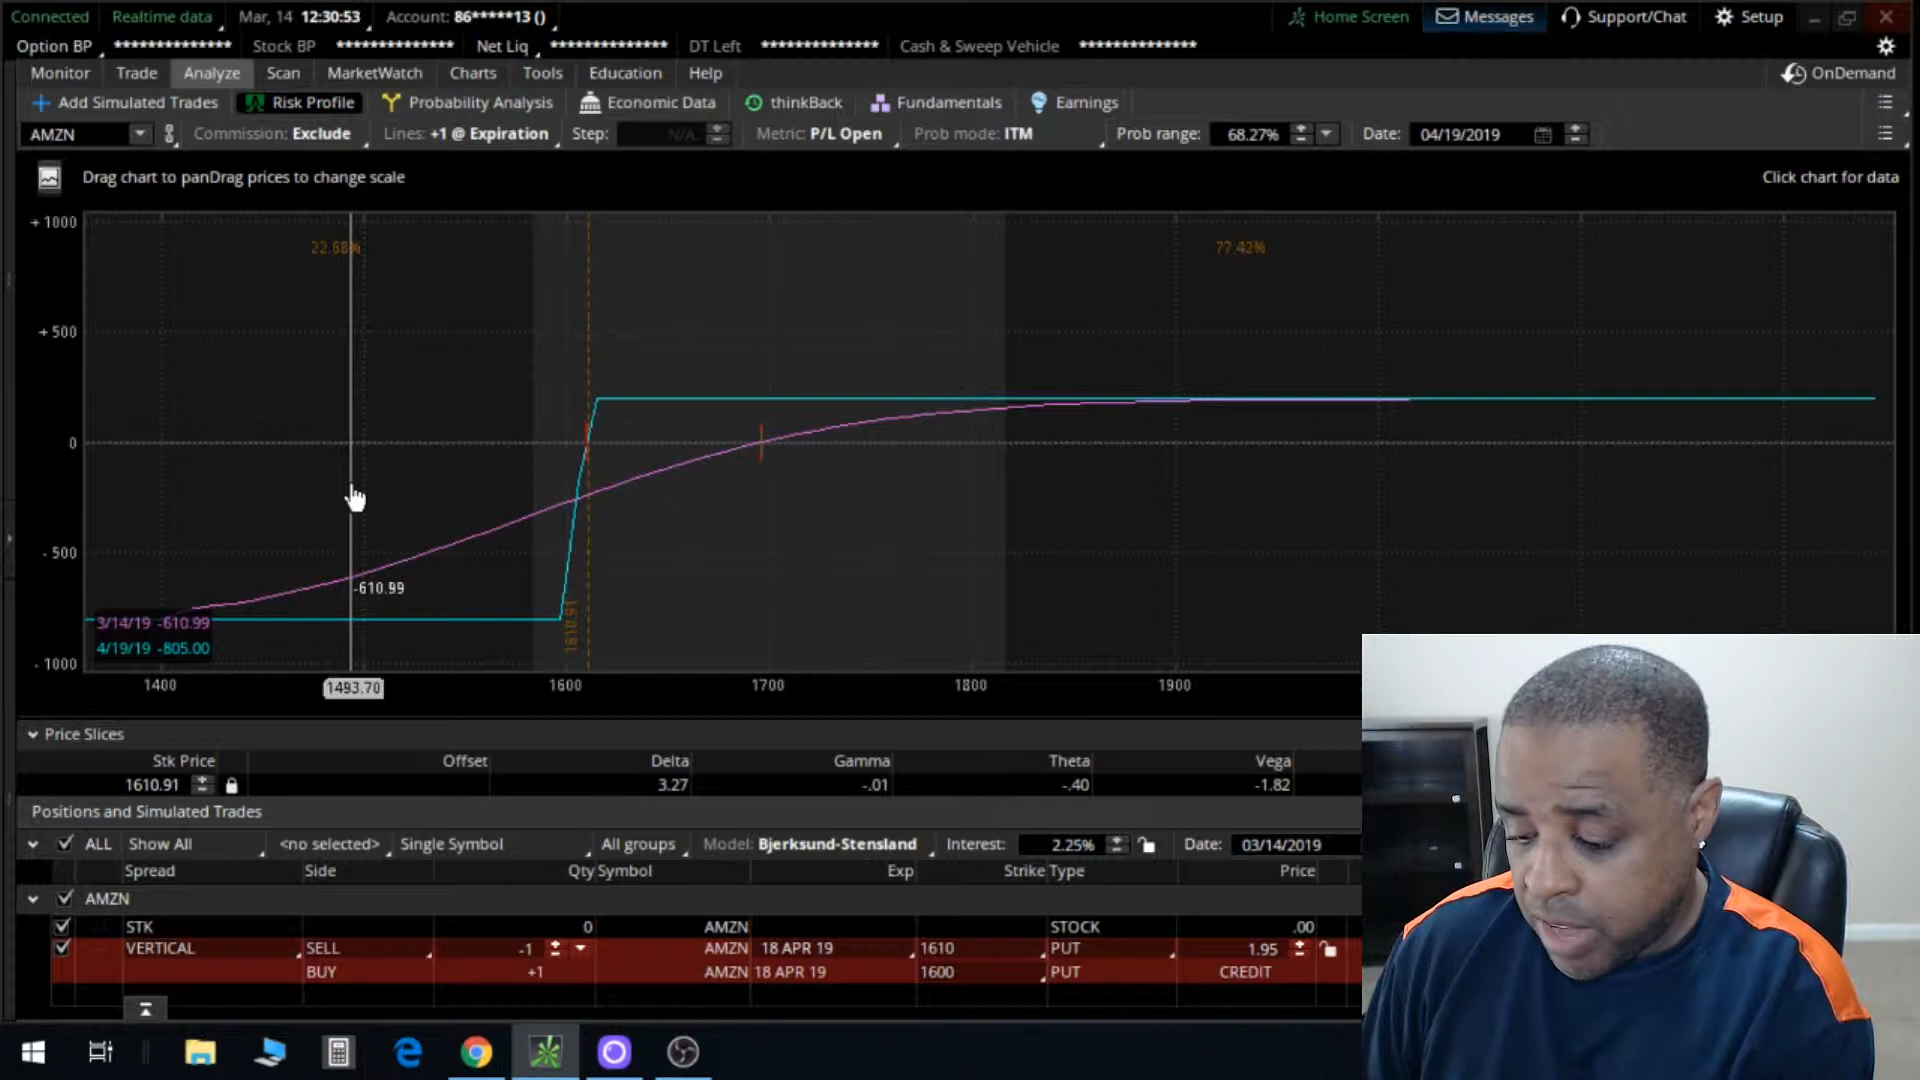 Connected Realtime data Mar, 14 12:30:53 Account: 86*****13 () Home Screen Messages Support/Chat Setup
Option BP ************** Stock BP ************** Net Liq ************** DT Left ************** Cash & Sweep Vehicle **************
Monitor Trade Analyze Scan MarketWatch Charts Tools Education Help OnDemand
Add Simulated Trades Risk Profile Probability Analysis Economic Data thinkBack Fundamentals Earnings
AMZN Commission: Exclude Lines: +1 @ Expiration Step: N/A Metric: P/L Open Prob mode: ITM Prob range: 68.27% Date: 04/19/2019
Drag chart to panDrag prices to change scale Click chart for data
+ 1000
22.58% 77.42%
+ 500
0
- 500
-610.99
3/14/19 -610.99
4/19/19 -805.00
1610.91
- 1000
1400 1493.70 1600 1700 1800 1900
Price Slices
Stk Price Offset Delta Gamma Theta Vega
1610.91 3.27 -.01 -.40 -1.82
Positions and Simulated Trades
ALL Show All <no selected> Single Symbol All groups Model: Bjerksund-Stensland Interest: 2.25% Date: 03/14/2019
Spread Side Qty Symbol Exp Strike Type Price
AMZN
STK 0 AMZN STOCK .00
VERTICAL SELL -1 AMZN 18 APR 19 1610 PUT 1.95
BUY +1 AMZN 18 APR 19 1600 PUT CREDIT